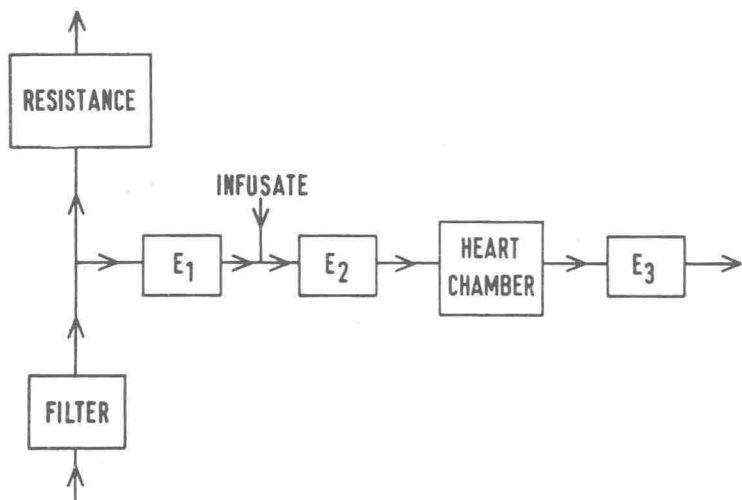 RESISTANCE
INFUSATE
E1
E2
HEART
CHAMBER
E3
FILTER